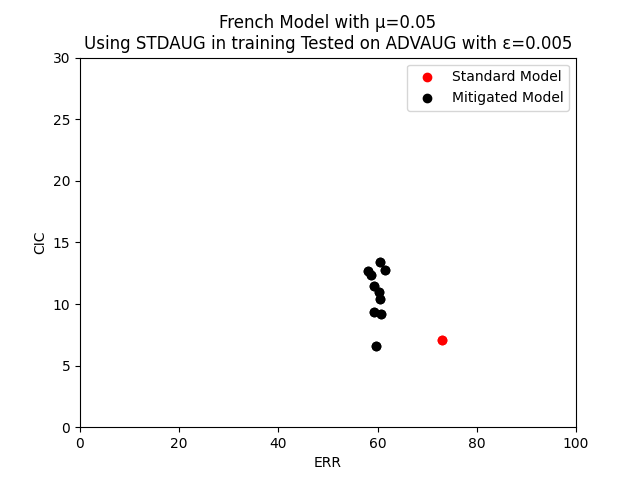 French Model with μ=0.05
Using STDAUG in training Tested on ADVAUG with ε=0.005
Standard Model
Mitigated Model
30
25
20
15
10
5
0
CIC
0 20 40 60 80 100
ERR